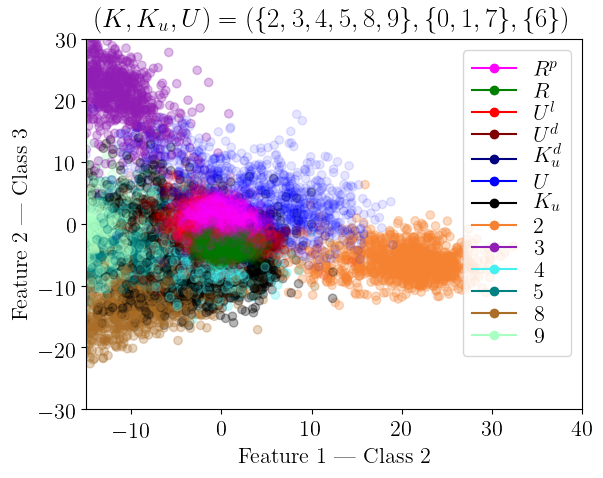 (K, K_u, U) = ({2, 3, 4, 5, 8, 9}, {0, 1, 7}, {6})
30
20
10
0
−10
−20
−30
Feature 2 — Class 3
R^p
R
U^l
U^d
K_u^d
U
K_u
2
3
4
5
8
9
−10
0
10
20
30
40
Feature 1 — Class 2